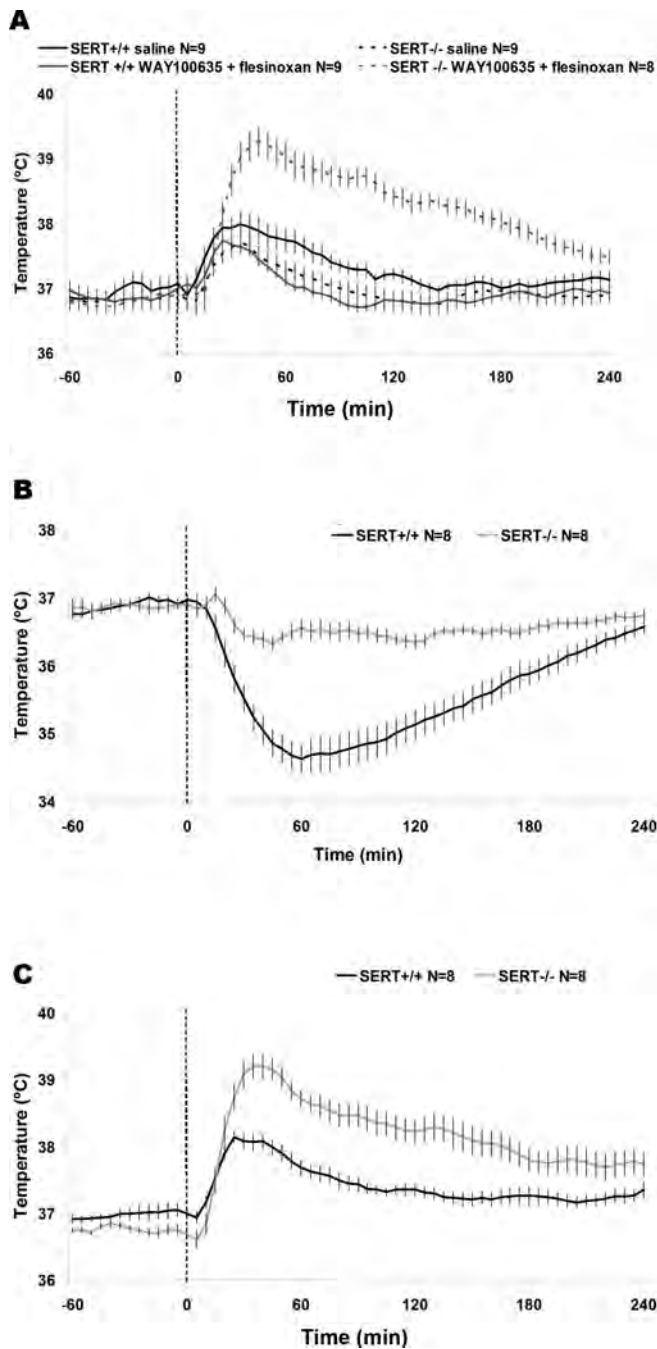 A
SERT+/+ saline N=9
SERT-/- saline N=9
SERT +/+ WAY100635 + flesinoxan N=9
SERT -/- WAY100635 + flesinoxan N=8
40
39
38
37
36
Temperature (ºC)
-60 0 60 120 180 240
Time (min)
B
SERT+/+ N=8
SERT-/- N=8
38
37
36
35
34
Temperature (ºC)
-60 0 60 120 180 240
Time (min)
C
SERT+/+ N=8
SERT-/- N=8
40
39
38
37
36
Temperature (ºC)
-60 0 60 120 180 240
Time (min)